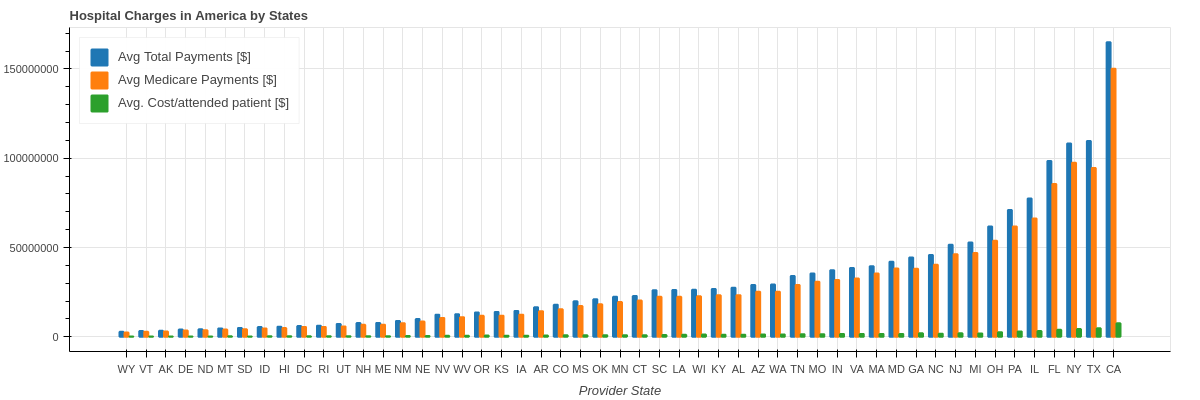 Hospital Charges in America by States
Avg Total Payments [$]
Avg Medicare Payments [$]
Avg. Cost/attended patient [$]
150000000
100000000
50000000
0
WY VT AK DE ND MT SD ID HI DC RI UT NH ME NM NE NV WV OR KS IA AR CO MS OK MN CT SC LA WI KY AL AZ WA TN MO IN VA MA MD GA NC NJ MI OH PA IL FL NY TX CA
Provider State